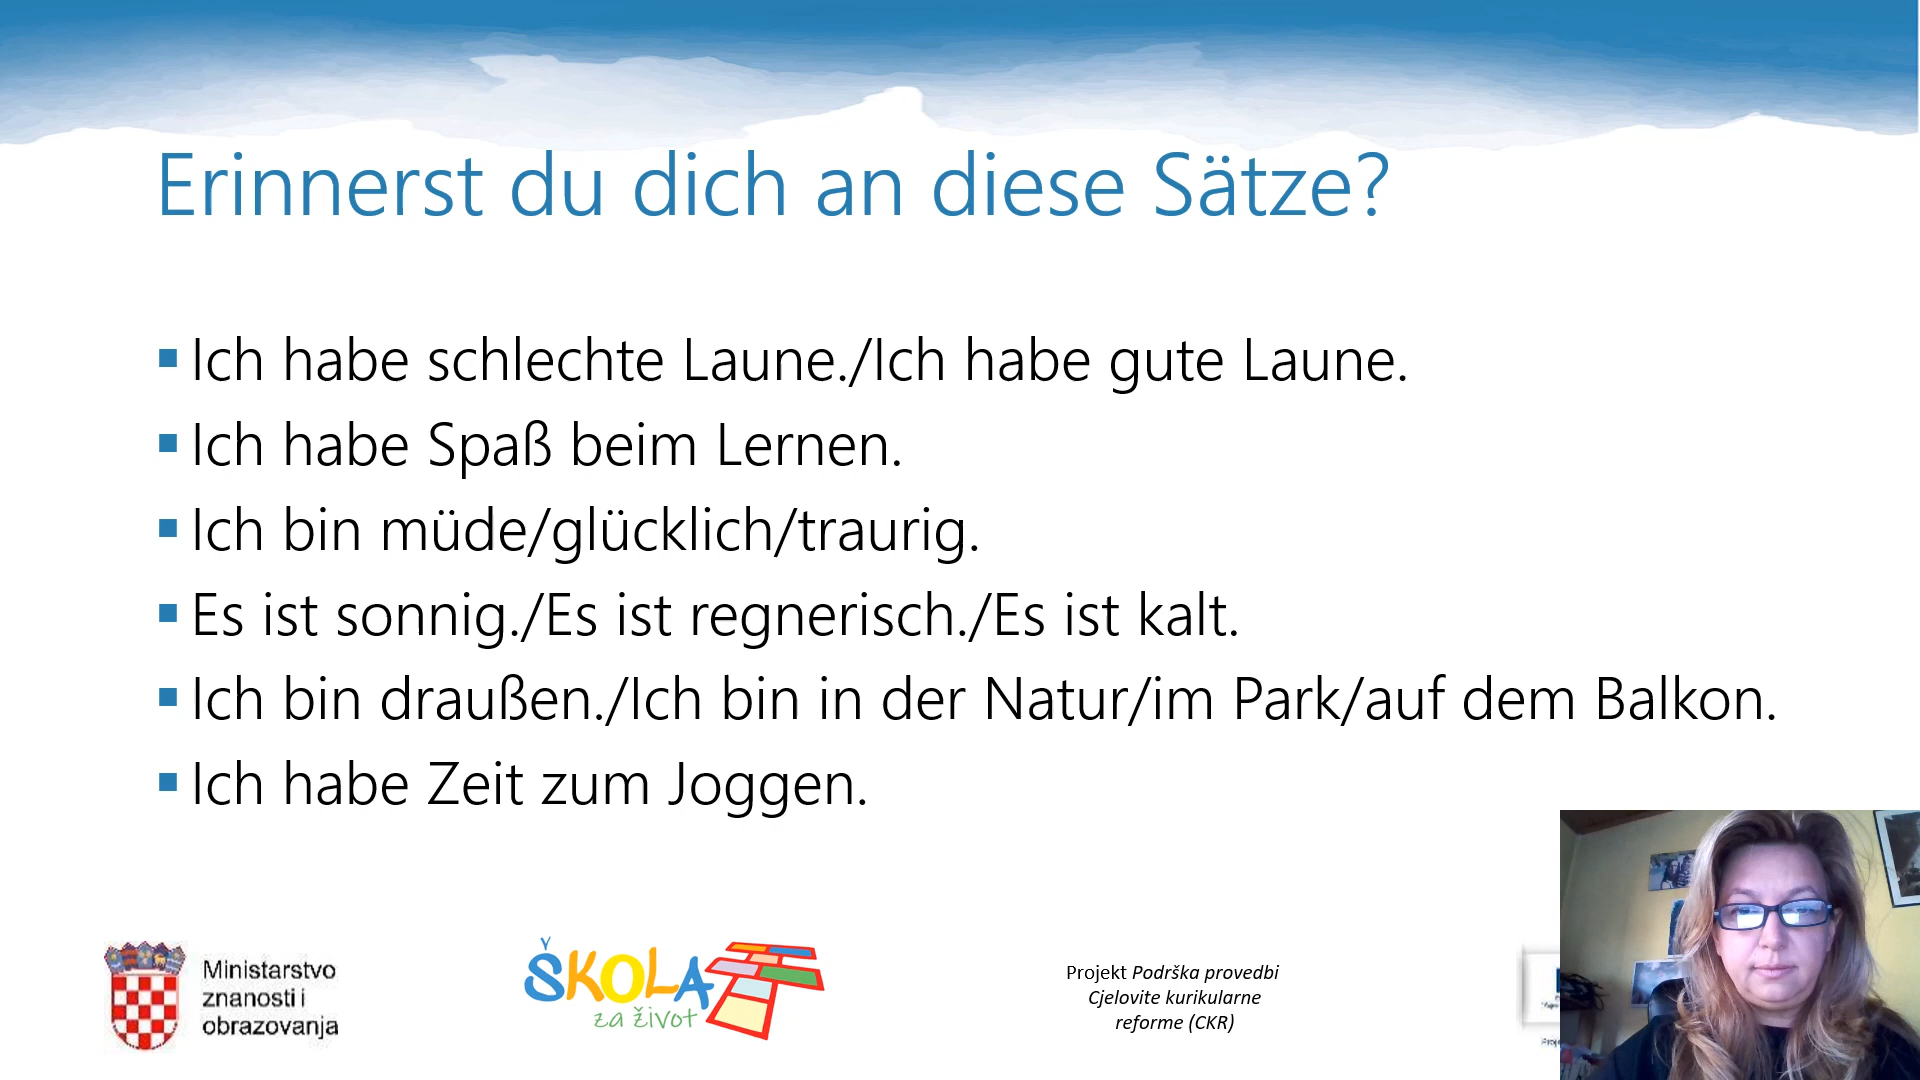 Erinnerst du dich an diese Sätze?
Ich habe schlechte Laune./Ich habe gute Laune.
Ich habe Spaß beim Lernen.
Ich bin müde/glücklich/traurig.
Es ist sonnig./Es ist regnerisch./Es ist kalt.
Ich bin draußen./Ich bin in der Natur/im Park/auf dem Balkon.
Ich habe Zeit zum Joggen.
Ministarstvo
znanosti i
obrazovanja
ŠKOLA
za život
Projekt Podrška provedbi
Cjelovite kurikularne
reforme (CKR)